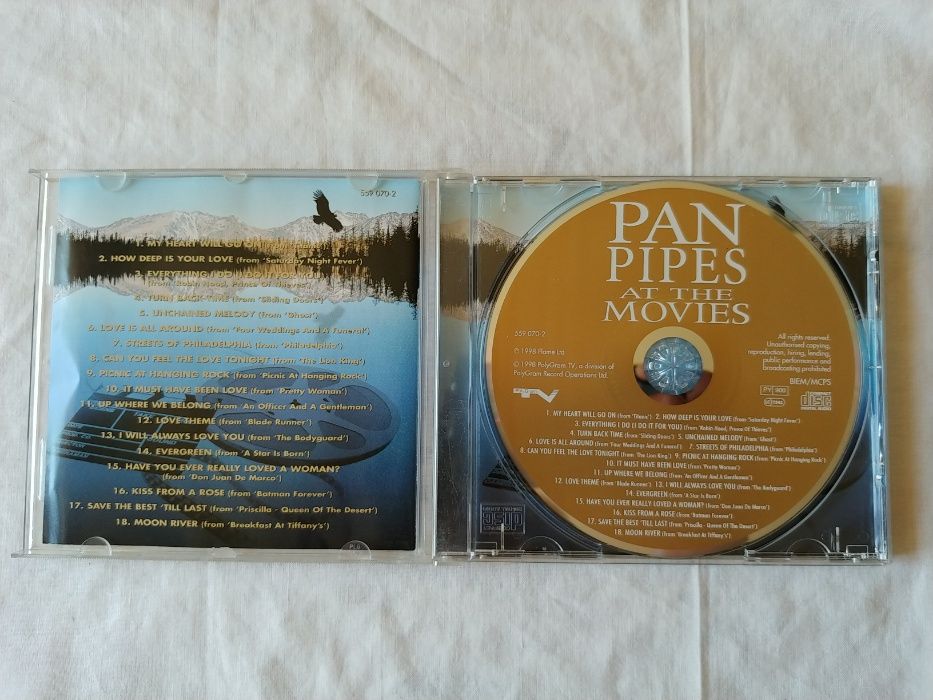 559 070-2
1. MY HEART WILL GO ON
2. HOW DEEP IS YOUR LOVE (from 'Saturday Night Fever')
3. EVERYTHING I DO (I DO IT FOR YOU)
(from 'Robin Hood, Prince Of Thieves')
4. TURN BACK TIME (from 'Sliding Doors')
5. UNCHAINED MELODY (from 'Ghost')
6. LOVE IS ALL AROUND (from 'Four Weddings And A Funeral')
7. STREETS OF PHILADELPHIA (from 'Philadelphia')
8. CAN YOU FEEL THE LOVE TONIGHT (from 'The Lion King')
9. PICNIC AT HANGING ROCK (from 'Picnic At Hanging Rock')
10. IT MUST HAVE BEEN LOVE (from 'Pretty Woman')
11. UP WHERE WE BELONG (from 'An Officer And A Gentleman')
12. LOVE THEME (from 'Blade Runner')
13. I WILL ALWAYS LOVE YOU (from 'The Bodyguard')
14. EVERGREEN (from 'A Star Is Born')
15. HAVE YOU EVER REALLY LOVED A WOMAN?
(from 'Don Juan De Marco')
16. KISS FROM A ROSE (from 'Batman Forever')
17. SAVE THE BEST 'TILL LAST (from 'Priscilla - Queen Of The Desert')
18. MOON RIVER (from 'Breakfast At Tiffany's')
PAN
PIPES
AT THE
MOVIES
559 070-2
℗ 1998 Flame Ltd.
© 1998 PolyGram TV, a division of
PolyGram Record Operations Ltd.
TV
All rights reserved.
Unauthorised copying,
reproduction, hiring, lending,
public performance and
broadcasting prohibited
BIEM/MCPS
PY 900
COMPACT
disc
DIGITAL AUDIO
1. MY HEART WILL GO ON (from 'Titanic') 2. HOW DEEP IS YOUR LOVE (from 'Saturday Night Fever')
3. EVERYTHING I DO (I DO IT FOR YOU) (from 'Robin Hood, Prince Of Thieves')
4. TURN BACK TIME (from 'Sliding Doors') 5. UNCHAINED MELODY (from 'Ghost')
6. LOVE IS ALL AROUND (from 'Four Weddings And A Funeral') 7. STREETS OF PHILADELPHIA (from 'Philadelphia')
8. CAN YOU FEEL THE LOVE TONIGHT (from 'The Lion King') 9. PICNIC AT HANGING ROCK (from 'Picnic At Hanging Rock')
10. IT MUST HAVE BEEN LOVE (from 'Pretty Woman')
11. UP WHERE WE BELONG (from 'An Officer And A Gentleman')
12. LOVE THEME (from 'Blade Runner') 13. I WILL ALWAYS LOVE YOU (from 'The Bodyguard')
14. EVERGREEN (from 'A Star Is Born')
15. HAVE YOU EVER REALLY LOVED A WOMAN? (from 'Don Juan De Marco')
16. KISS FROM A ROSE (from 'Batman Forever')
17. SAVE THE BEST 'TILL LAST (from 'Priscilla - Queen Of The Desert')
18. MOON RIVER (from 'Breakfast At Tiffany's')